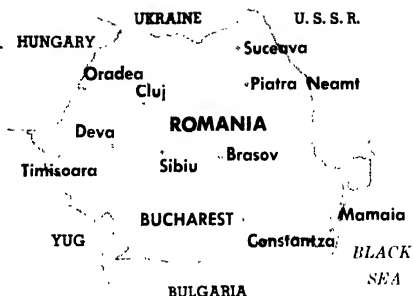 UKRAINE
U. S. S. R.
HUNGARY
Suceava
Oradea
Piatra Neamt
Cluj
ROMANIA
Deva
Brasov
Sibiu
Timisoara
BUCHAREST
Mamaia
YUG
Constantza
BLACK
SEA
BULGARIA